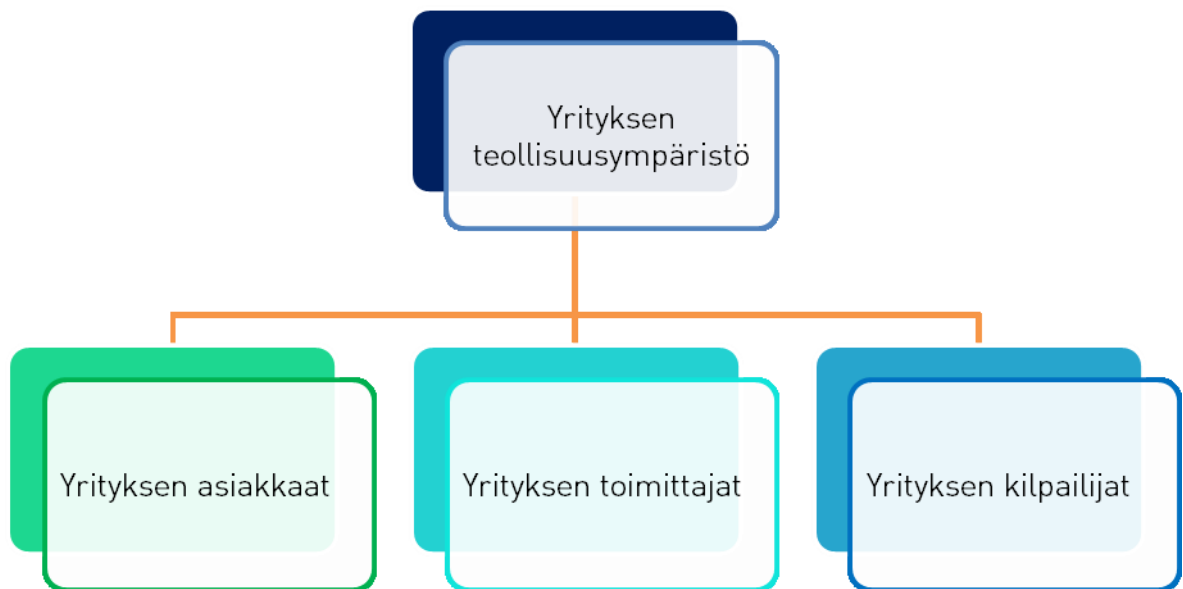 Yrityksen
teollisuusympäristö
Yrityksen asiakkaat
Yrityksen toimittajat
Yrityksen kilpailijat